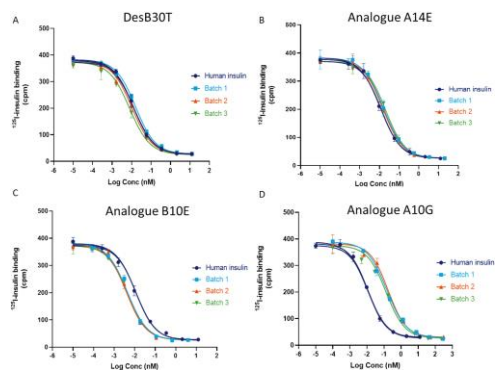 A
DesB30T
500
400
300
200
100
0
¹²⁵I-Insulin binding
(cpm)
-6 -5 -4 -3 -2 -1 0 1 2
Log Conc (nM)
Human insulin
Batch 1
Batch 2
Batch 3
B
Analogue A14E
500
400
300
200
100
0
¹²⁵I-Insulin binding
(cpm)
-6 -5 -4 -3 -2 -1 0 1 2
Log Conc (nM)
Human insulin
Batch 1
Batch 2
Batch 3
C
Analogue B10E
500
400
300
200
100
0
¹²⁵I-Insulin binding
(cpm)
-6 -5 -4 -3 -2 -1 0 1 2
Log Conc (nM)
Human insulin
Batch 1
Batch 2
Batch 3
D
Analogue A10G
500
400
300
200
100
0
¹²⁵I-Insulin binding
(cpm)
-6 -5 -4 -3 -2 -1 0 1 2 3
Log Conc (nM)
Human insulin
Batch 1
Batch 2
Batch 3